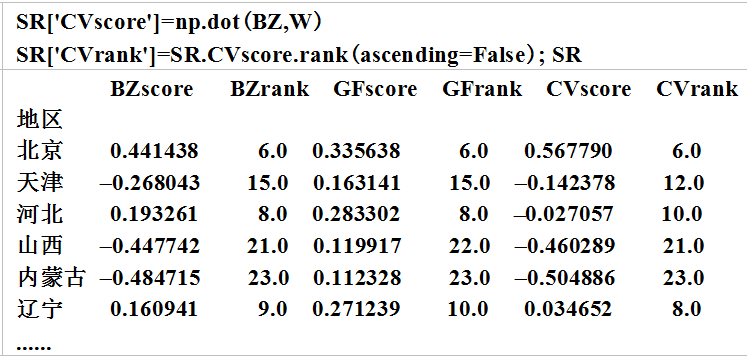 SR['CVscore']=np.dot(BZ,W)
SR['CVrank']=SR.CVscore.rank(ascending=False); SR
BZscore BZrank GFscore GFrank CVscore CVrank
地区
北京 0.441438 6.0 0.335638 6.0 0.567790 6.0
天津 –0.268043 15.0 0.163141 15.0 –0.142378 12.0
河北 0.193261 8.0 0.283302 8.0 –0.027057 10.0
山西 –0.447742 21.0 0.119917 22.0 –0.460289 21.0
内蒙古 –0.484715 23.0 0.112328 23.0 –0.504886 23.0
辽宁 0.160941 9.0 0.271239 10.0 0.034652 8.0
......